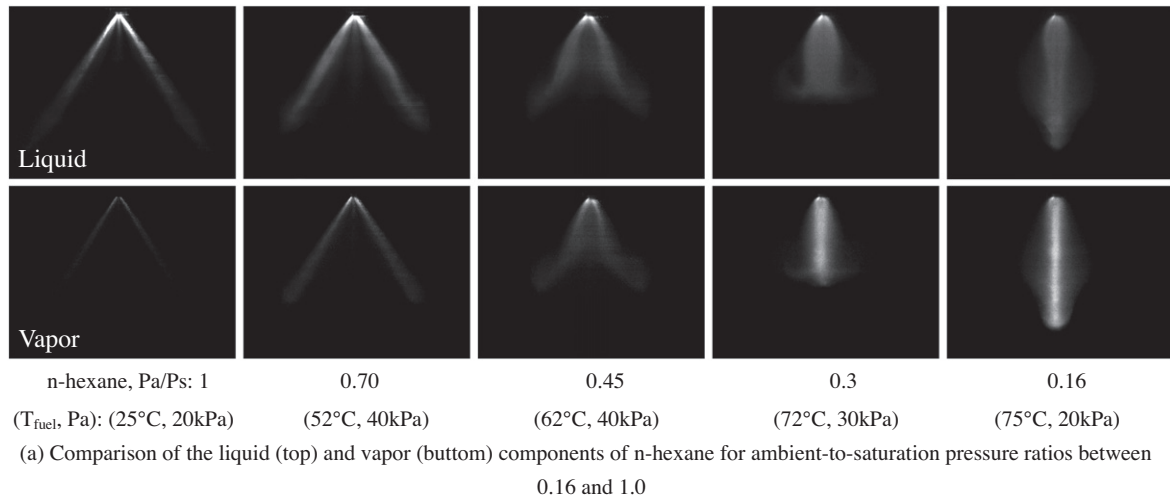 Liquid
Vapor
n-hexane, Pa/Ps: 1 0.70 0.45 0.3 0.16
(Tfuel, Pa): (25°C, 20kPa) (52°C, 40kPa) (62°C, 40kPa) (72°C, 30kPa) (75°C, 20kPa)
(a) Comparison of the liquid (top) and vapor (buttom) components of n-hexane for ambient-to-saturation pressure ratios between
0.16 and 1.0